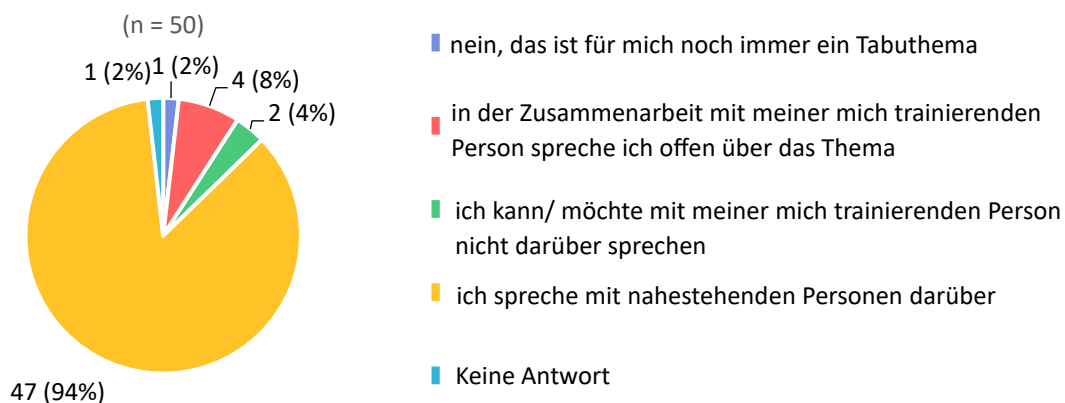 (n = 50)
1 (2%)
1 (2%)
4 (8%)
2 (4%)
47 (94%)
nein, das ist für mich noch immer ein Tabuthema
in der Zusammenarbeit mit meiner mich trainierenden
Person spreche ich offen über das Thema
ich kann/ möchte mit meiner mich trainierenden Person
nicht darüber sprechen
ich spreche mit nahestehenden Personen darüber
Keine Antwort